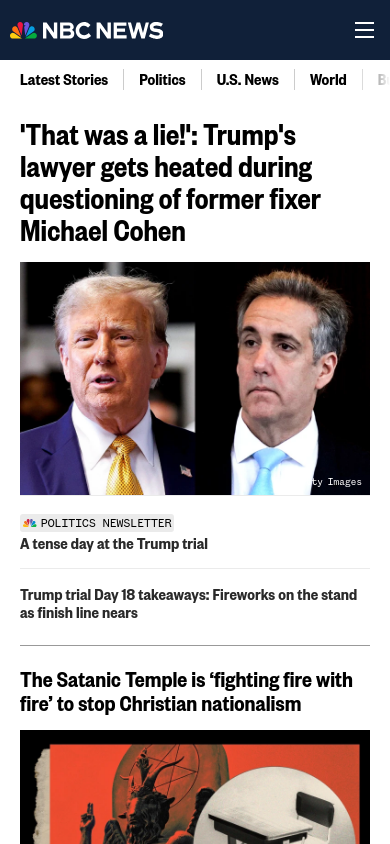 NBC NEWS
Latest Stories
Politics
U.S. News
World
'That was a lie!': Trump's
lawyer gets heated during
questioning of former fixer
Michael Cohen
ty Images
POLITICS NEWSLETTER
A tense day at the Trump trial
Trump trial Day 18 takeaways: Fireworks on the stand
as finish line nears
The Satanic Temple is ‘fighting fire with
fire’ to stop Christian nationalism